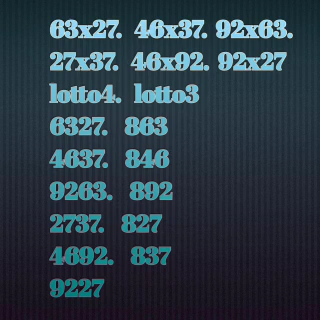 63x27. 46x37. 92x63.
27x37. 46x92. 92x27
lotto4. lotto3
6327. 863
4637. 846
9263. 892
2737. 827
4692. 837
9227